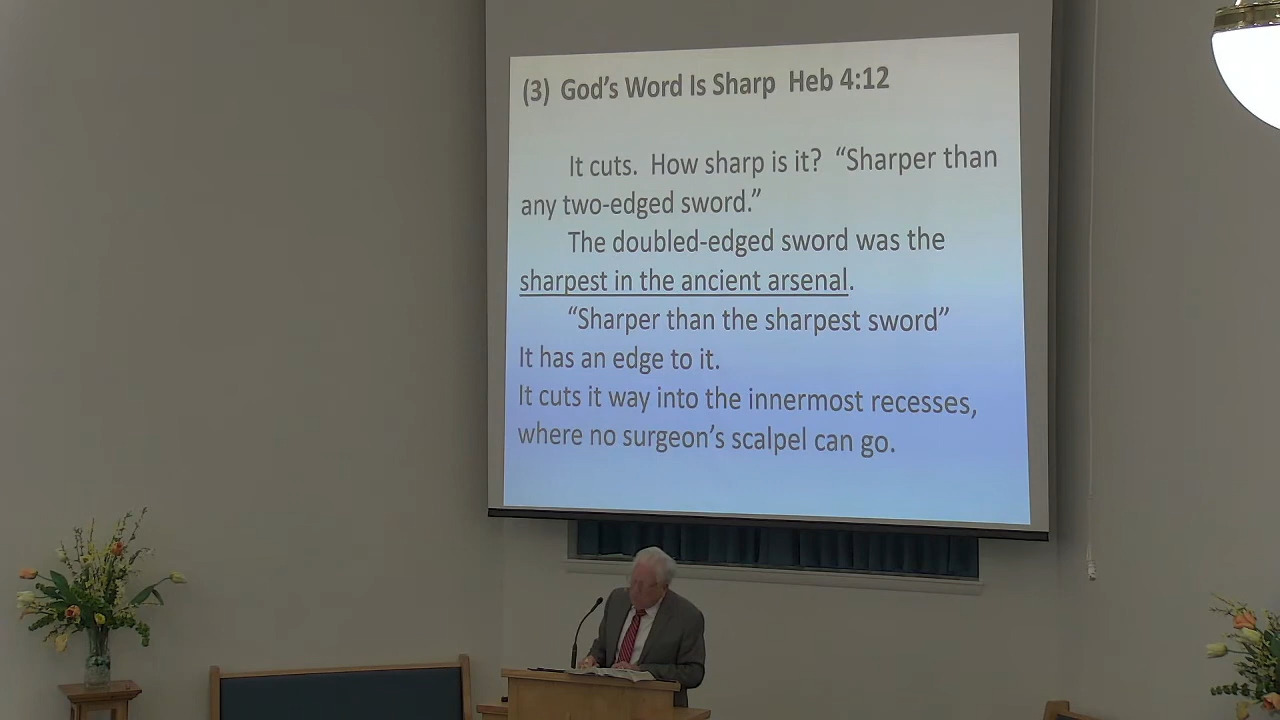 (3) God's Word Is Sharp Heb 4:12
It cuts. How sharp is it? “Sharper than
any two-edged sword.”
The doubled-edged sword was the
sharpest in the ancient arsenal.
“Sharper than the sharpest sword”
It has an edge to it.
It cuts it way into the innermost recesses,
where no surgeon's scalpel can go.